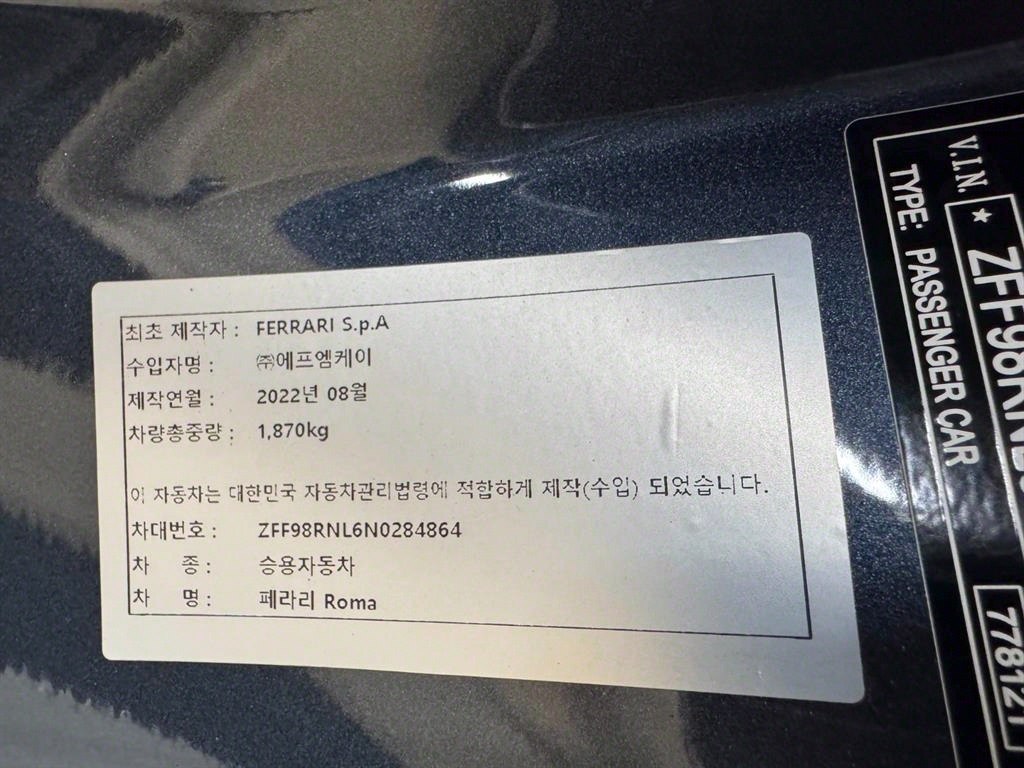 최초 제작자 : FERRARI S.p.A
수입자명 : ㈜에프엠케이
제작연월 : 2022년 08월
차량총중량 : 1,870kg
이 자동차는 대한민국 자동차관리법령에 적합하게 제작(수입) 되었습니다.
차대번호 : ZFF98RNL6N0284864
차 종 : 승용자동차
차 명 : 페라리 Roma
V.I.N.
★ ZFF98RNL
TYPE: PASSENGER CAR
778121